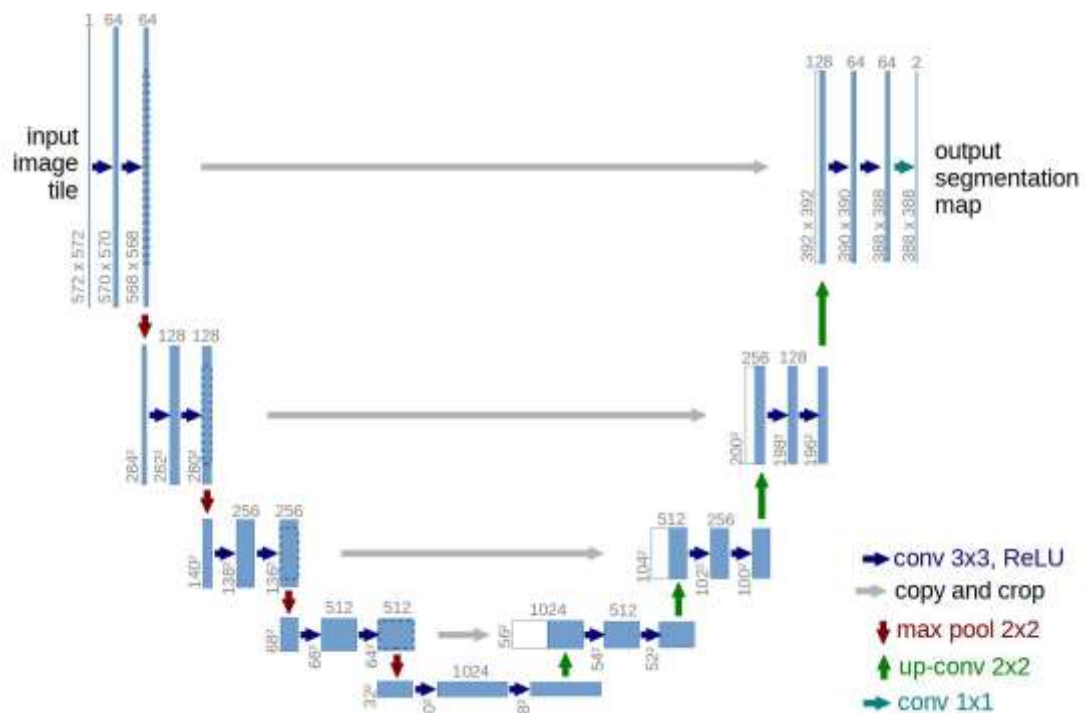 1 64 64
128 64 64 2
input
image
tile
output
segmentation
map
572 x 572
570 x 570
568 x 568
392 x 392
390 x 390
388 x 388
388 x 388
128 128
256 128
284²
282²
280²
200²
198²
196²
256 256
512 256
140²
138²
136²
104²
102²
100²
512 512
1024 512
68²
66²
64²
56²
54²
52²
1024
32²
conv 3x3, ReLU
copy and crop
max pool 2x2
up-conv 2x2
conv 1x1